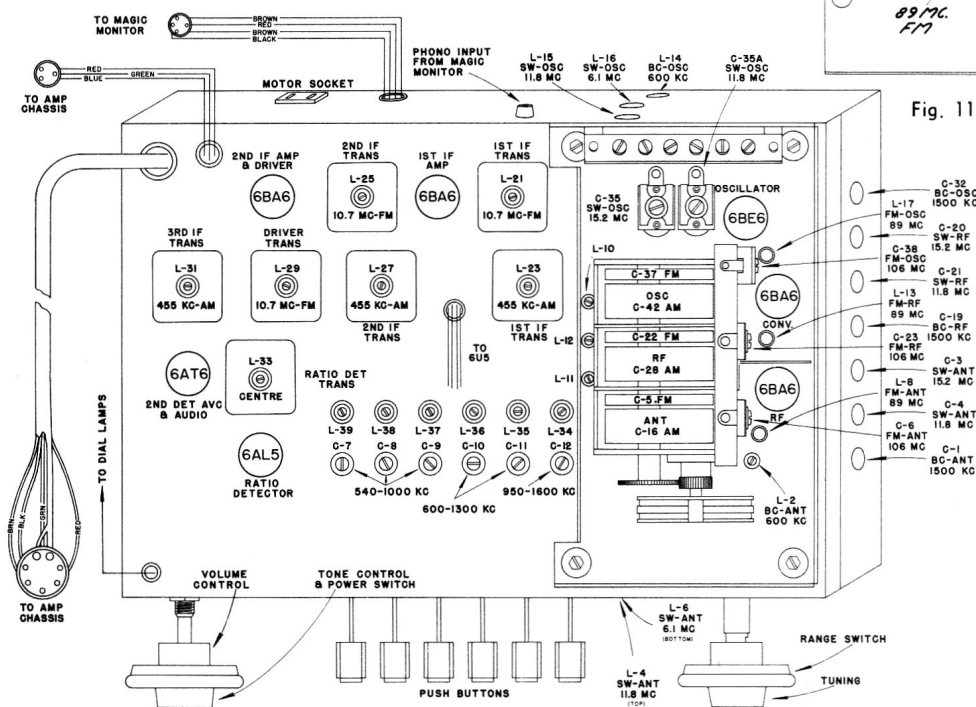 TO MAGIC
MONITOR
BROWN
RED
BROWN
BLACK
89 MC.
FM
TO AMP
CHASSIS
RED
BLUE
GREEN
MOTOR SOCKET
PHONO INPUT
FROM MAGIC
MONITOR
L-15
SW-OSC
11.8 MC
L-16
SW-OSC
6.1 MC
L-14
BC-OSC
600 KC
C-35A
SW-OSC
11.8 MC
Fig. 11
2ND IF AMP
& DRIVER
6BA6
2ND IF
TRANS
L-25
10.7 MC-FM
1ST IF
AMP
6BA6
1ST IF
TRANS
L-21
10.7 MC-FM
C-35
SW-OSC
15.2 MC
OSCILLATOR
6BE6
C-32
BC-OSC
1500 KC
L-17
FM-OSC
89 MC
C-20
SW-RF
15.2 MC
C-38
FM-OSC
106 MC
C-21
SW-RF
11.8 MC
L-13
FM-RF
89 MC
C-19
BC-RF
1500 KC
C-23
FM-RF
106 MC
C-3
SW-ANT
15.2 MC
L-8
FM-ANT
89 MC
C-4
SW-ANT
11.8 MC
C-6
FM-ANT
106 MC
C-1
BC-ANT
1500 KC
3RD IF
TRANS
L-31
455 KC-AM
DRIVER
TRANS
L-29
10.7 MC-FM
L-27
455 KC-AM
2ND IF
TRANS
L-23
455 KC-AM
1ST IF
TRANS
L-10
L-12
L-11
C-37 FM
OSC
C-42 AM
C-22 FM
RF
C-28 AM
C-5 FM
ANT
C-16 AM
6BA6
CONV.
6BA6
RF
TO
6U5
6AT6
2ND DET AVC
& AUDIO
L-33
CENTRE
RATIO DET
TRANS
6AL5
RATIO
DETECTOR
L-39
L-38
L-37
L-36
L-35
L-34
C-7
C-8
C-9
C-10
C-11
C-12
540-1000 KC
600-1300 KC
950-1600 KC
L-2
BC-ANT
600 KC
TO DIAL LAMPS
BRN
BLK
GRN
RED
TO AMP
CHASSIS
VOLUME
CONTROL
TONE CONTROL
& POWER SWITCH
PUSH BUTTONS
L-6
SW-ANT
6.1 MC
(BOTTOM)
L-4
SW-ANT
11.8 MC
(TOP)
RANGE SWITCH
TUNING